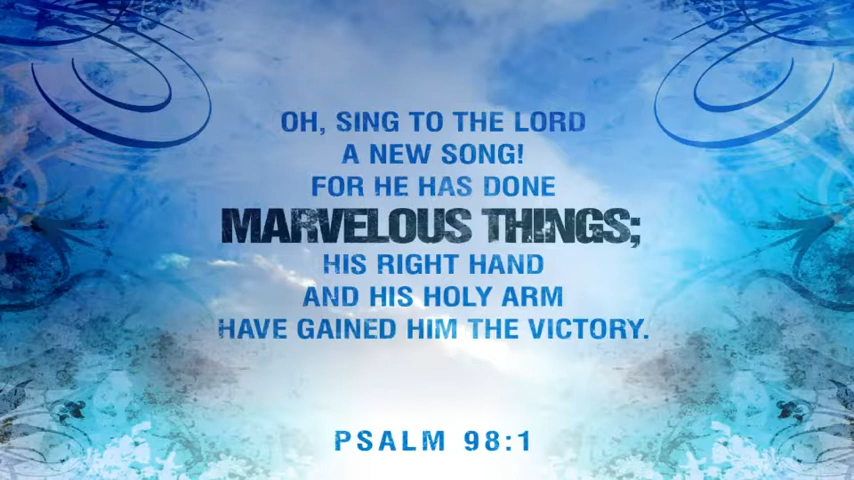 OH, SING TO THE LORD
A NEW SONG!
FOR HE HAS DONE
MARVELOUS THINGS;
HIS RIGHT HAND
AND HIS HOLY ARM
HAVE GAINED HIM THE VICTORY.
PSALM 98:1